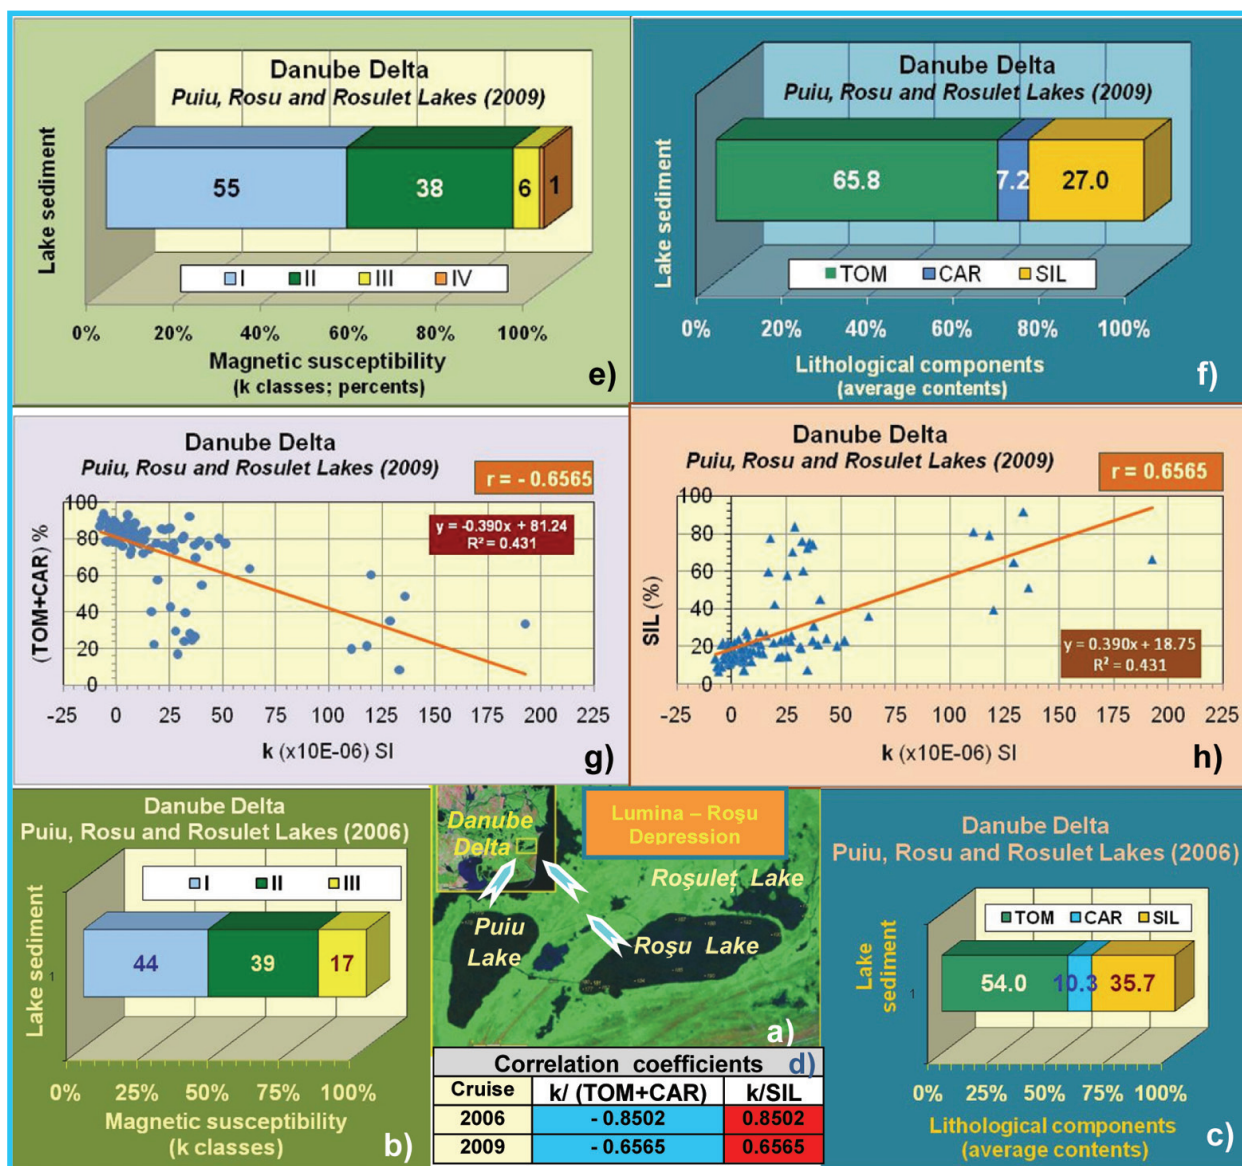 Danube Delta
Puiu, Rosu and Rosulet Lakes (2009)
Lake sediment
55
38
6
1
I
II
III
IV
0%
20%
40%
60%
80%
100%
Magnetic susceptibility
(k classes; percents)
e)
Danube Delta
Puiu, Rosu and Rosulet Lakes (2009)
Lake sediment
65.8
7.2
27.0
TOM
CAR
SIL
0%
20%
40%
60%
80%
100%
Lithological components
(average contents)
f)
Danube Delta
Puiu, Rosu and Rosulet Lakes (2009)
r = - 0.6565
y = -0.390x + 81.24
R² = 0.431
(TOM+CAR) %
100
80
60
40
20
0
-25
0
25
50
75
100
125
150
175
200
225
k (x10E-06) SI
g)
Danube Delta
Puiu, Rosu and Rosulet Lakes (2009)
r = 0.6565
SIL (%)
100
80
60
40
20
0
y = 0.390x + 18.75
R² = 0.431
-25
0
25
50
75
100
125
150
175
200
225
k (x10E-06) SI
h)
Danube Delta
Puiu, Rosu and Rosulet Lakes (2006)
I
II
III
Lake sediment
1
44
39
17
0%
25%
50%
75%
100%
Magnetic susceptibility
(k classes)
b)
Danube
Delta
Lumina – Roşu
Depression
Roşuleţ Lake
Puiu
Lake
Roşu Lake
a)
Correlation coefficients
d)
Cruise
k/ (TOM+CAR)
k/SIL
2006
- 0.8502
0.8502
2009
- 0.6565
0.6565
Danube Delta
Puiu, Rosu and Rosulet Lakes (2006)
TOM
CAR
SIL
Lake
sediment
1
54.0
10.3
35.7
0%
25%
50%
75%
100%
Lithological components
(average contents)
c)